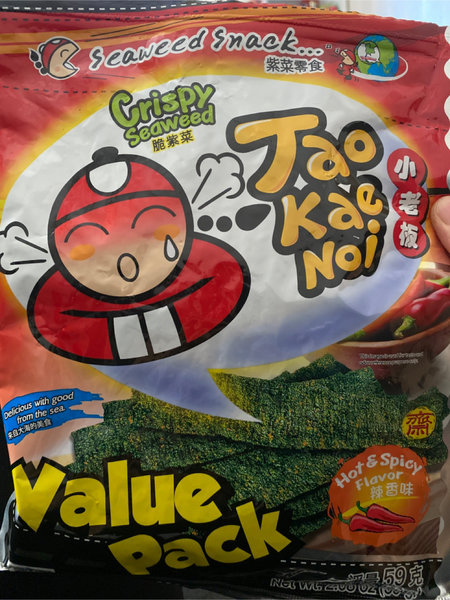 Seaweed Snack...
紫菜零食
Crispy
Seaweed
脆紫菜
Tao
Kae
Noi
小老板
Delicious with good
from the sea.
來自大海的美食
齋
Hot & Spicy
Flavor
辣香味
Value
Pack
59克